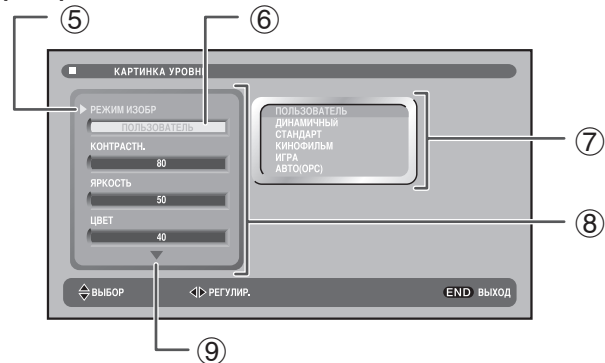 ⑤ ⑥
КАРТИНКА УРОВНИ
РЕЖИМ ИЗОБР
ПОЛЬЗОВАТЕЛЬ
КОНТРАСТН.
80
ЯРКОСТЬ
50
ЦВЕТ
40
ПОЛЬЗОВАТЕЛЬ
ДИНАМИЧНЫЙ
СТАНДАРТ
КИНОФИЛЬМ
ИГРА
АВТО(OPC)
⑦
⑧
ВЫБОР РЕГУЛИР. END ВЫХОД
⑨